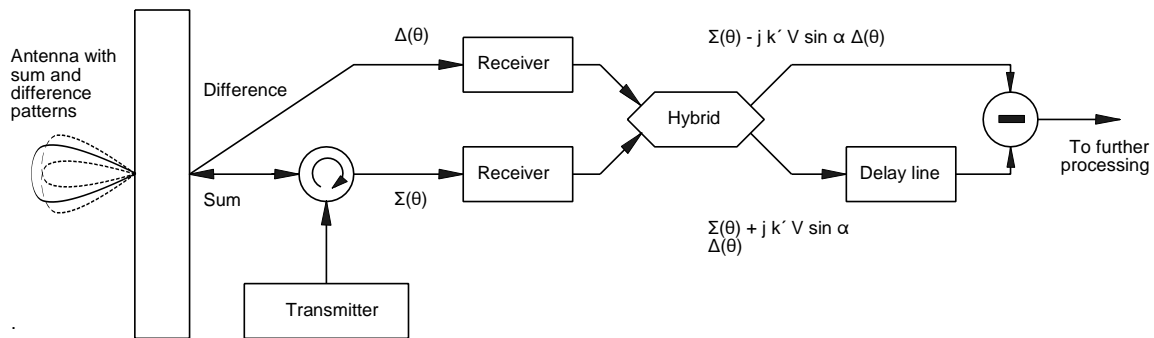 Antenna with
sum and
difference
patterns
Difference
Sum
Δ(θ)
Σ(θ)
Receiver
Receiver
Transmitter
Hybrid
Σ(θ) - j k´ V sin α Δ(θ)
Σ(θ) + j k´ V sin α
Δ(θ)
Delay line
To further
processing
.